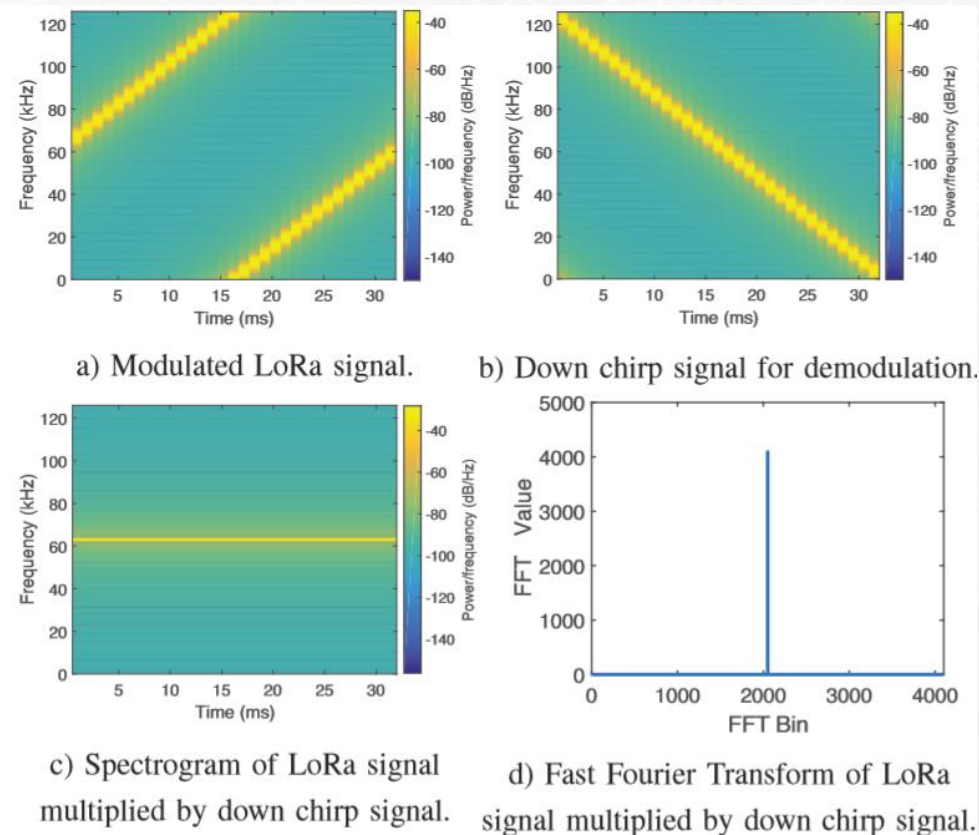 120
100
80
60
40
20
0
Frequency (kHz)
5 10 15 20 25 30
Time (ms)
-40
-60
-80
-100
-120
-140
Power/frequency (dB/Hz)
a) Modulated LoRa signal.
120
100
80
60
40
20
0
Frequency (kHz)
5 10 15 20 25 30
Time (ms)
-40
-60
-80
-100
-120
-140
Power/frequency (dB/Hz)
b) Down chirp signal for demodulation.
120
100
80
60
40
20
0
Frequency (kHz)
5 10 15 20 25 30
Time (ms)
-40
-60
-80
-100
-120
-140
Power/frequency (dB/Hz)
c) Spectrogram of LoRa signal
multiplied by down chirp signal.
5000
4000
3000
2000
1000
0
FFT Value
0 1000 2000 3000 4000
FFT Bin
d) Fast Fourier Transform of LoRa
signal multiplied by down chirp signal.